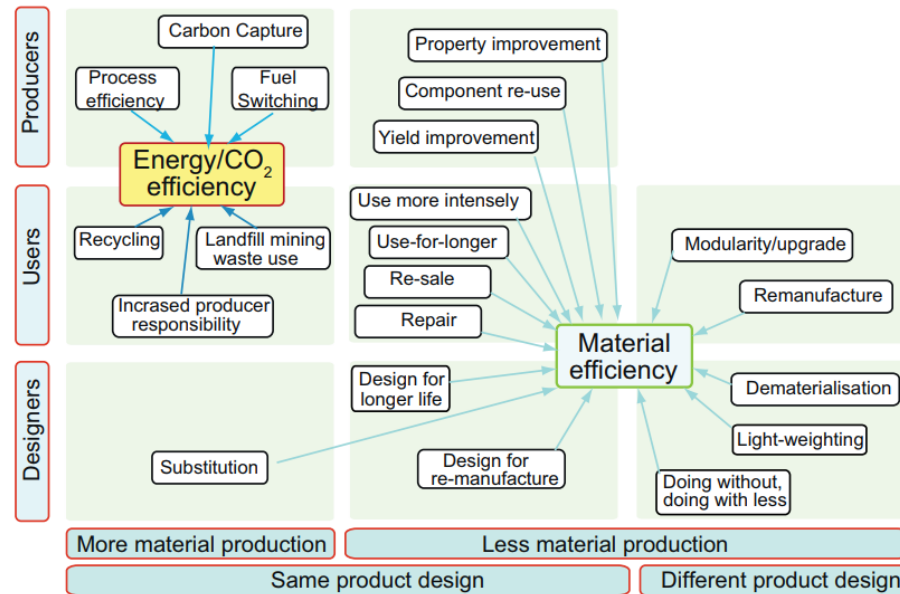 Producers
Carbon Capture
Process
efficiency
Fuel
Switching
Energy/CO2
efficiency
Property improvement
Component re-use
Yield improvement
Users
Recycling
Landfill mining
waste use
Incrased producer
responsibility
Use more intensely
Use-for-longer
Re-sale
Repair
Modularity/upgrade
Remanufacture
Material
efficiency
Designers
Substitution
Design for
longer life
Design for
re-manufacture
Dematerialisation
Light-weighting
Doing without,
doing with less
More material production
Less material production
Same product design
Different product design